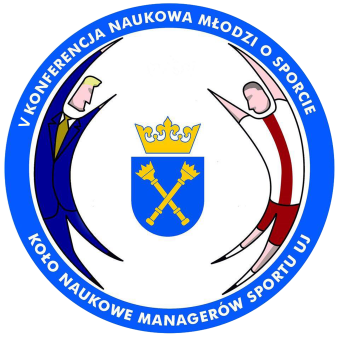 V KONFERENCJA NAUKOWA MŁODZI O SPORCIE
KOŁO NAUKOWE MANAGERÓW SPORTU UJ